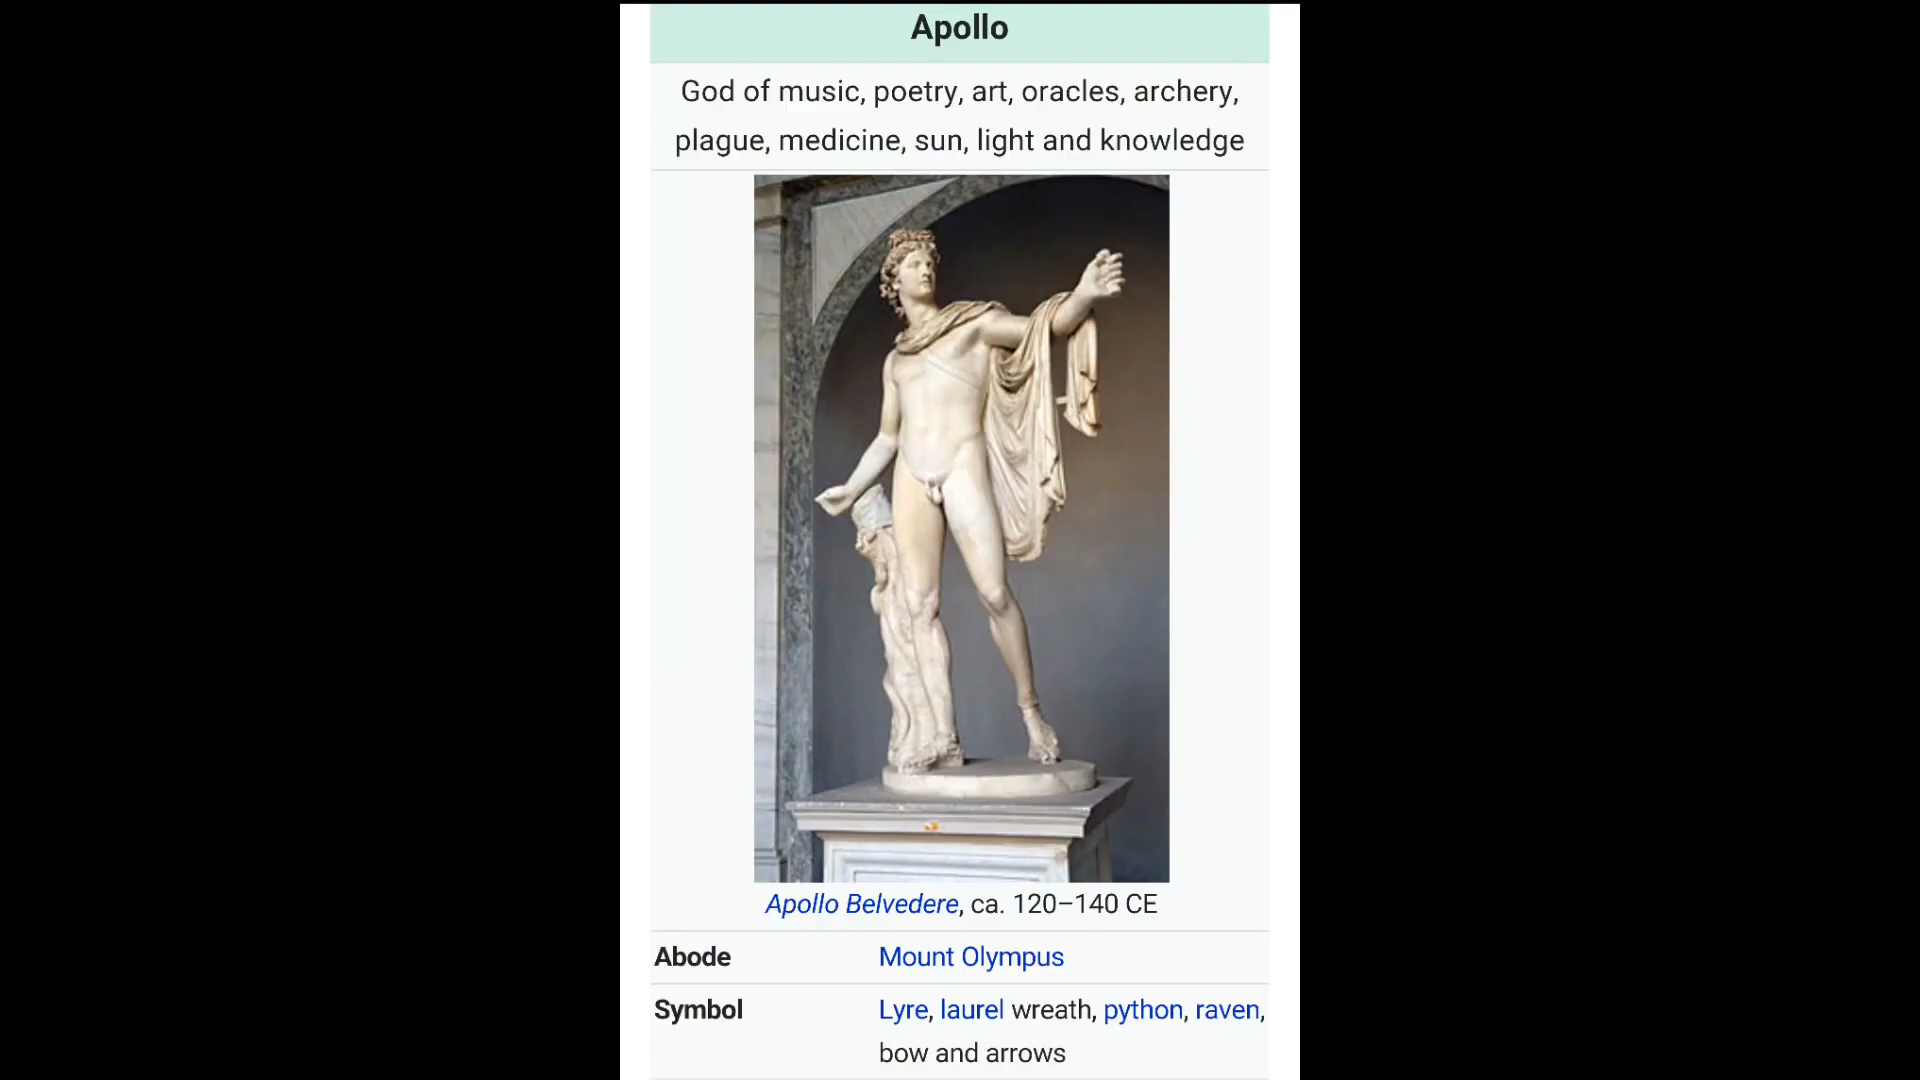 Apollo
God of music, poetry, art, oracles, archery,
plague, medicine, sun, light and knowledge
Apollo Belvedere, ca. 120–140 CE
Abode Mount Olympus
Symbol Lyre, laurel wreath, python, raven,
bow and arrows